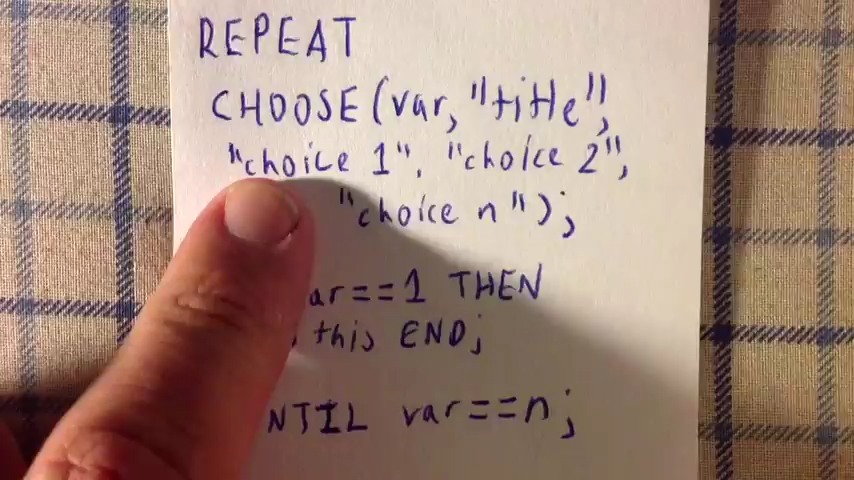 REPEAT
CHOOSE(var, "title",
"choice 1", "choice 2",
"choice n");
ar==1 THEN
this END;
NTIL var==n;